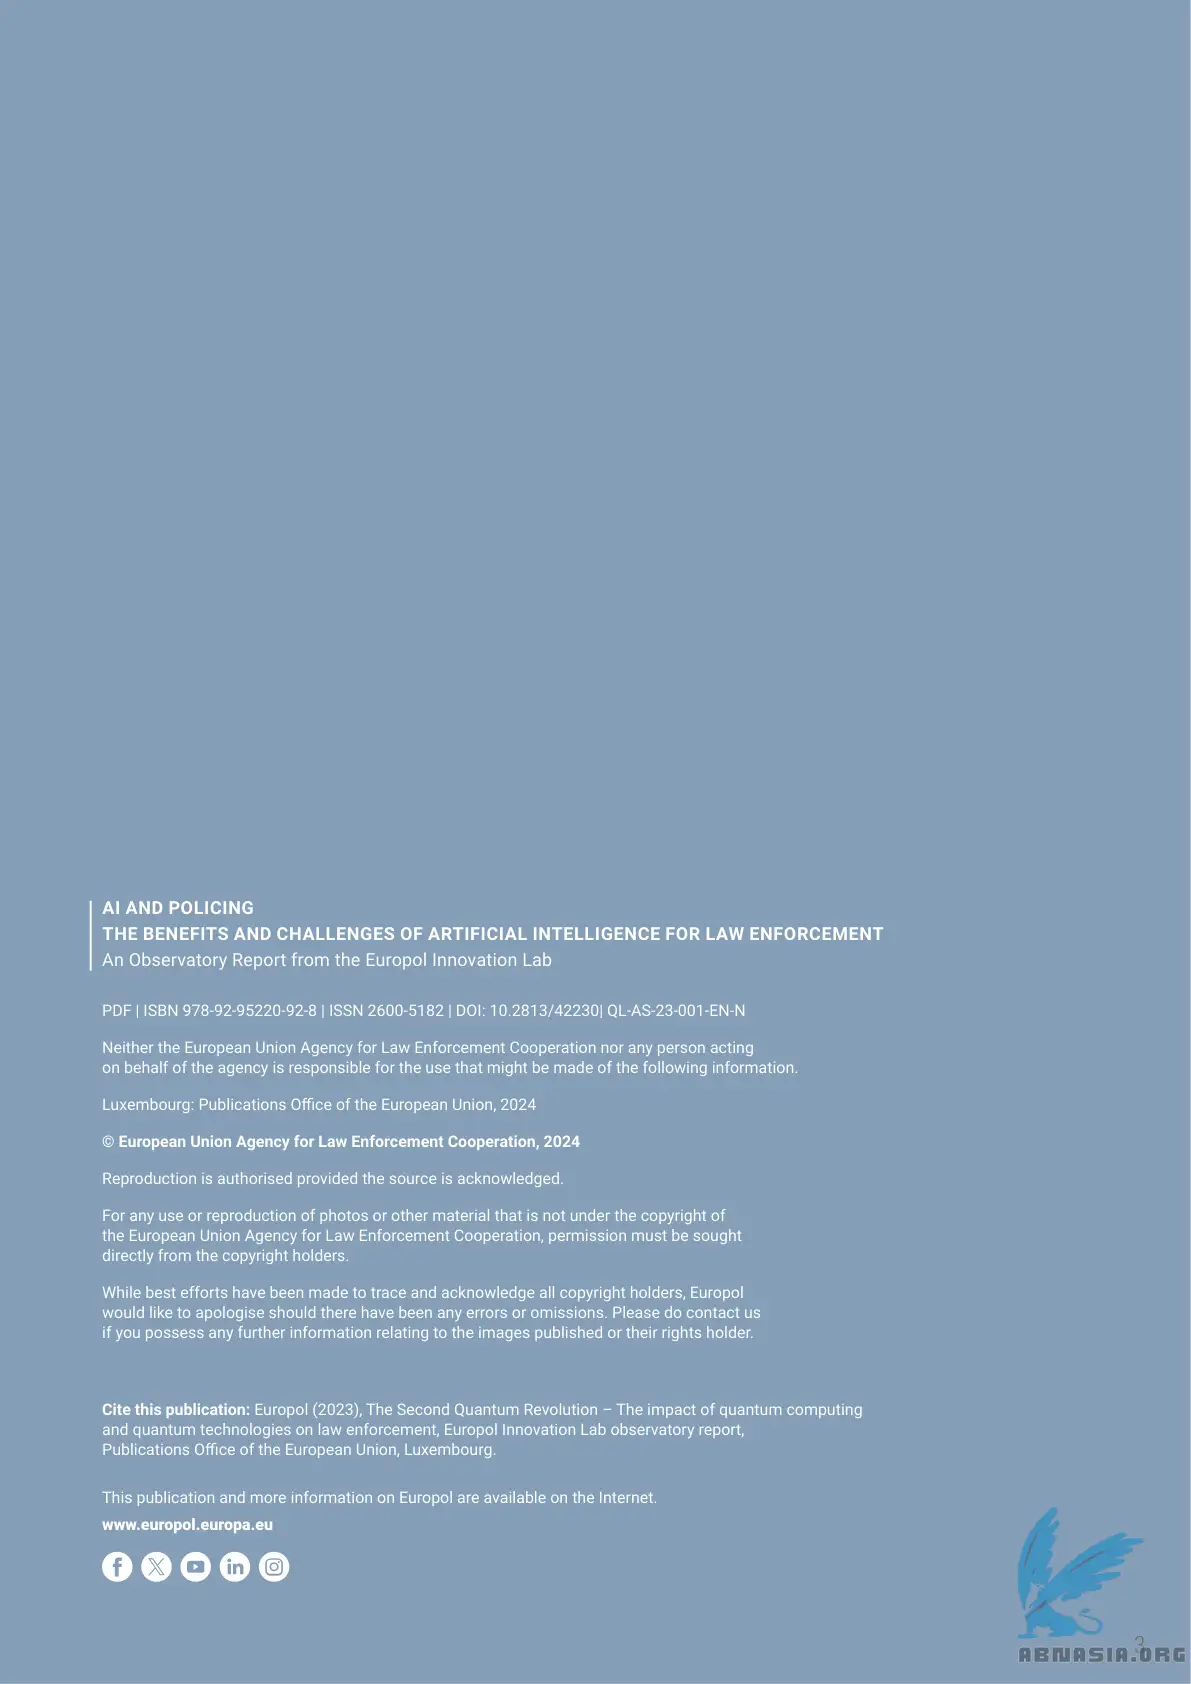 AI AND POLICING
THE BENEFITS AND CHALLENGES OF ARTIFICIAL INTELLIGENCE FOR LAW ENFORCEMENT
An Observatory Report from the Europol Innovation Lab
PDF | ISBN 978-92-95220-92-8 | ISSN 2600-5182 | DOI: 10.2813/42230| QL-AS-23-001-EN-N
Neither the European Union Agency for Law Enforcement Cooperation nor any person acting
on behalf of the agency is responsible for the use that might be made of the following information.
Luxembourg: Publications Office of the European Union, 2024
© European Union Agency for Law Enforcement Cooperation, 2024
Reproduction is authorised provided the source is acknowledged.
For any use or reproduction of photos or other material that is not under the copyright of
the European Union Agency for Law Enforcement Cooperation, permission must be sought
directly from the copyright holders.
While best efforts have been made to trace and acknowledge all copyright holders, Europol
would like to apologise should there have been any errors or omissions. Please do contact us
if you possess any further information relating to the images published or their rights holder.
Cite this publication: Europol (2023), The Second Quantum Revolution – The impact of quantum computing
and quantum technologies on law enforcement, Europol Innovation Lab observatory report,
Publications Office of the European Union, Luxembourg.
This publication and more information on Europol are available on the Internet.
www.europol.europa.eu
3
ABNASIA.ORG